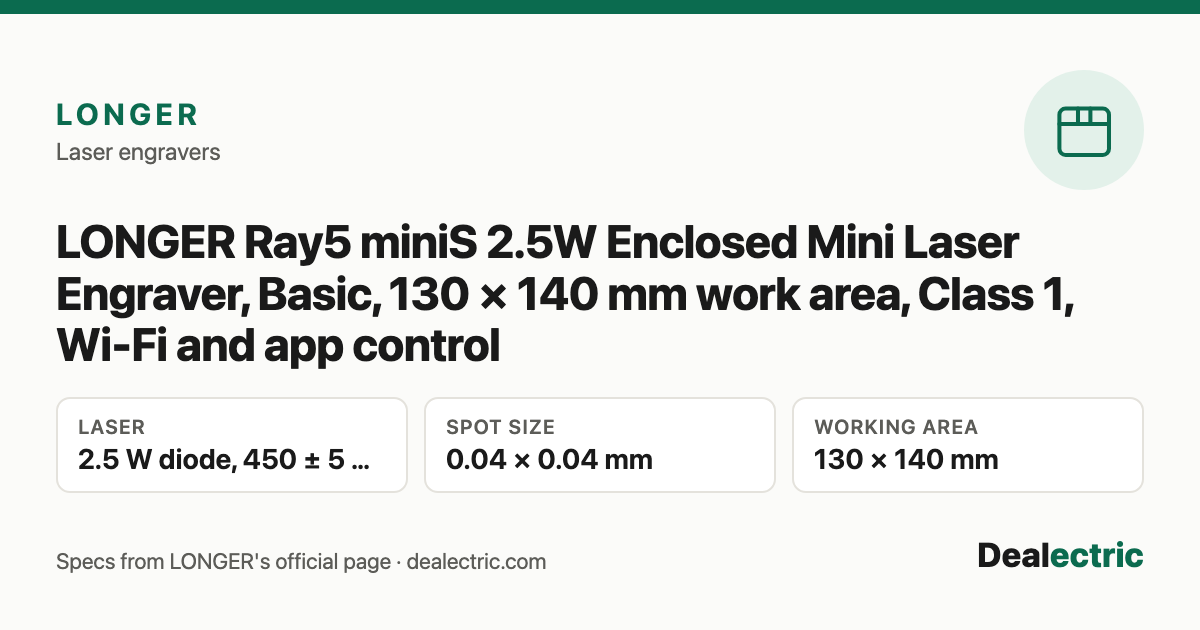 LONGER
Laser engravers
LONGER Ray5 miniS 2.5W Enclosed Mini Laser
Engraver, Basic, 130 × 140 mm work area, Class 1,
Wi-Fi and app control
LASER
2.5 W diode, 450 ± 5 ...
SPOT SIZE
0.04 × 0.04 mm
WORKING AREA
130 × 140 mm
Specs from LONGER's official page · dealectric.com
Dealectric